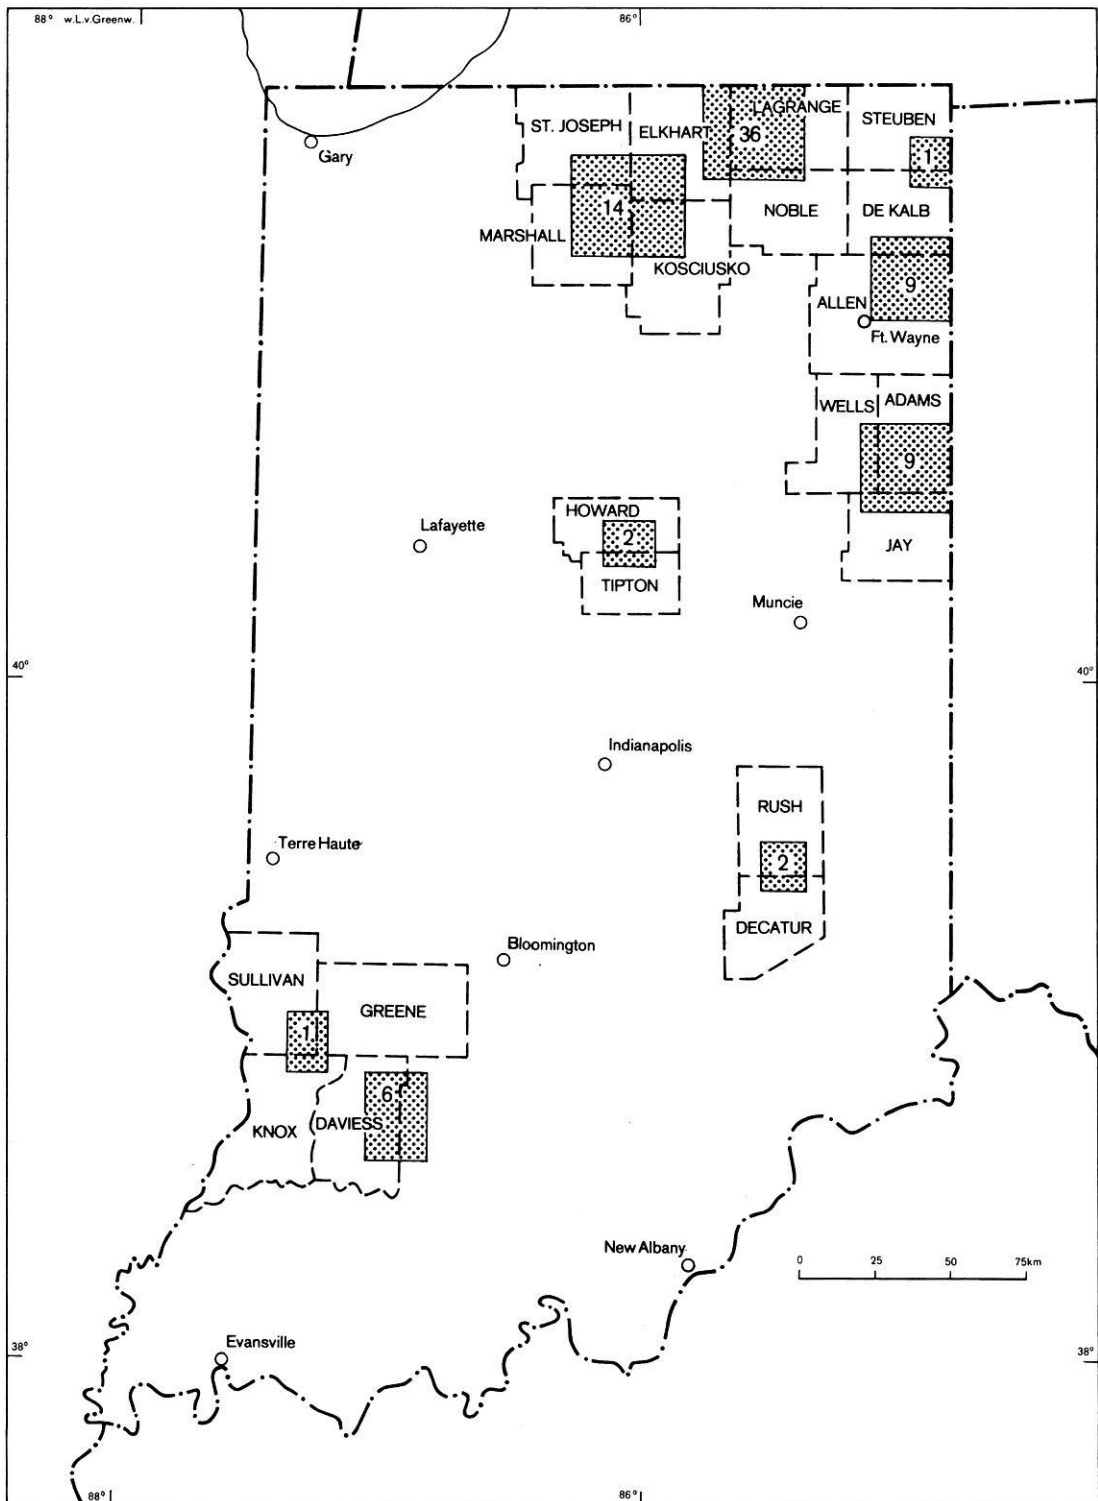 88° w.L.v.Greenw.
86°
LAGRANGE
STEUBEN
ST. JOSEPH
ELKHART
36
Gary
1
14
NOBLE
DE KALB
MARSHALL
KOSCIUSKO
9
ALLEN
Ft. Wayne
WELLS
ADAMS
9
HOWARD
Lafayette
2
JAY
TIPTON
Muncie
40°
40°
Indianapolis
RUSH
Terre Haute
2
DECATUR
Bloomington
SULLIVAN
GREENE
1
6
KNOX
DAVIESS
New Albany
0 25 50 75km
Evansville
38°
38°
88°
86°